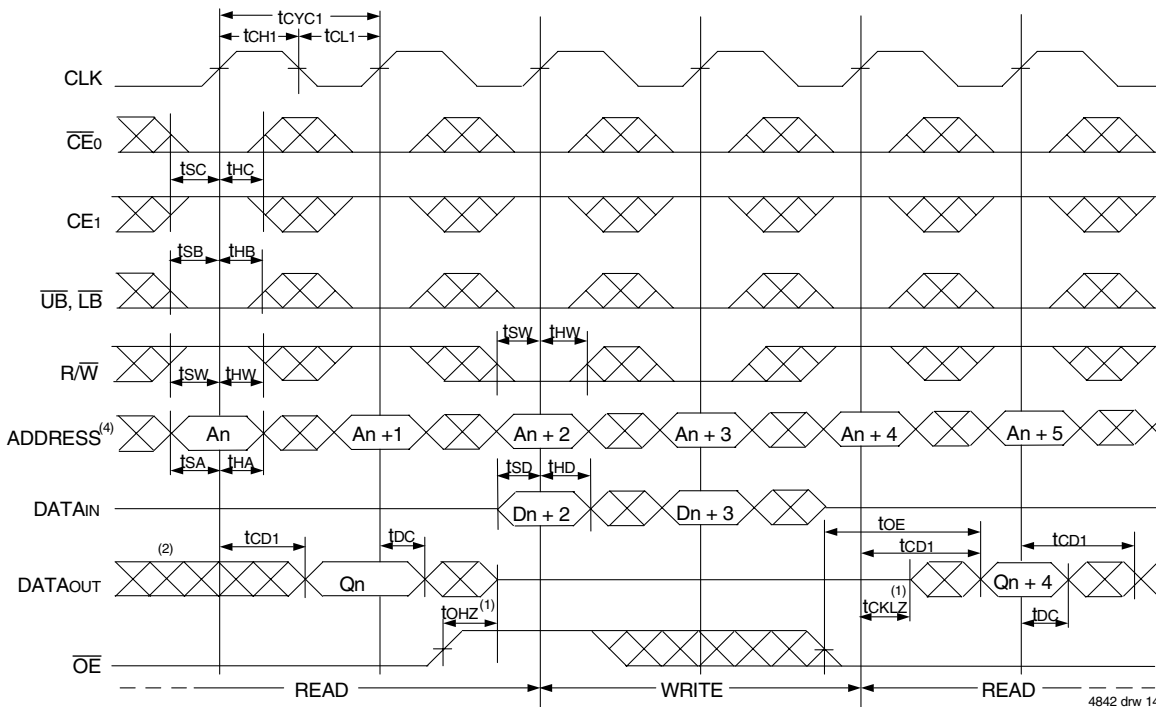 tCYC1
tCH1 tCL1
CLK
CE0
tSC tHC
CE1
tSB tHB
UB, LB
tSW tHW
R/W
tSW tHW
ADDRESS(4) An An +1 An + 2 An + 3 An + 4 An + 5
tSA tHA
tSD tHD
DATAIN Dn + 2 Dn + 3
tOE
(2) tCD1 tDC tCD1 tCD1
DATAOUT Qn Qn + 4
tOHZ(1) tCKLZ(1) tDC
OE
READ WRITE READ
4842 drw 14